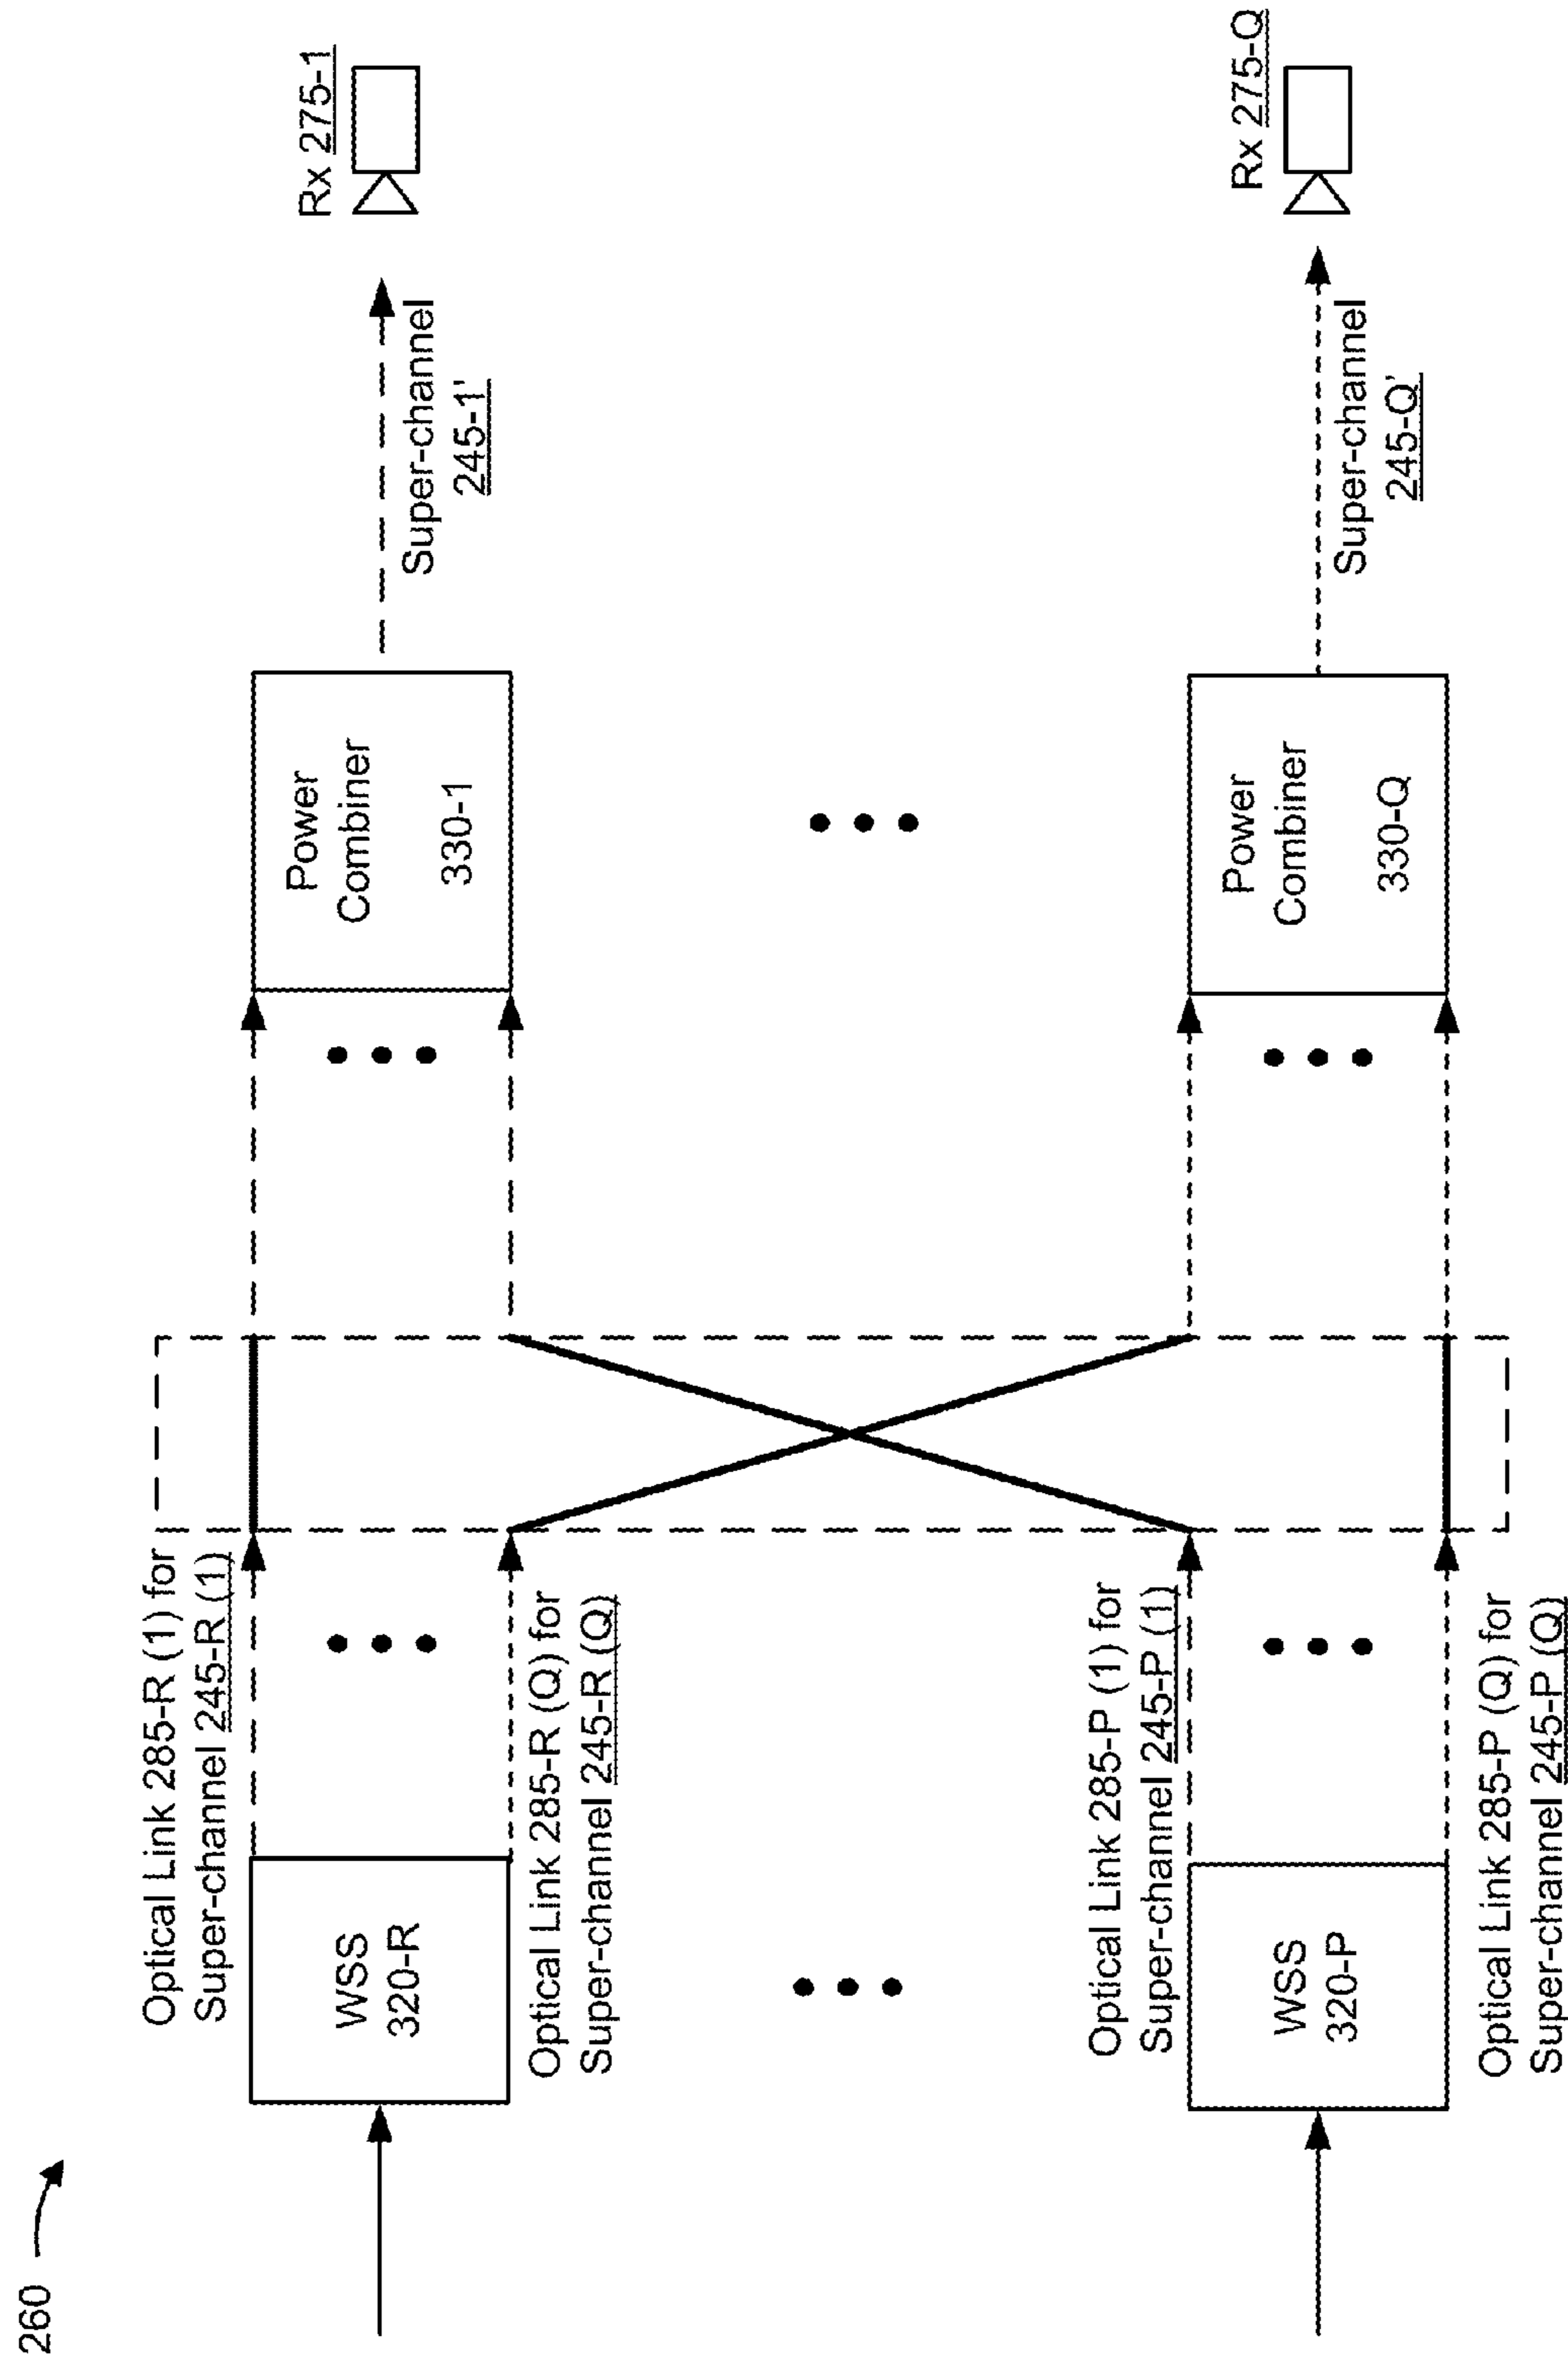 260
Optical Link 285-R (1) for
Super-channel 245-R (1)
WSS
320-R
Optical Link 285-R (Q) for
Super-channel 245-R (Q)
Power
Combiner
330-1
Super-channel
245-1'
Rx 275-1
Optical Link 285-P (1) for
Super-channel 245-P (1)
WSS
320-P
Optical Link 285-P (Q) for
Super-channel 245-P (Q)
Power
Combiner
330-Q
Super-channel
245-Q'
Rx 275-Q